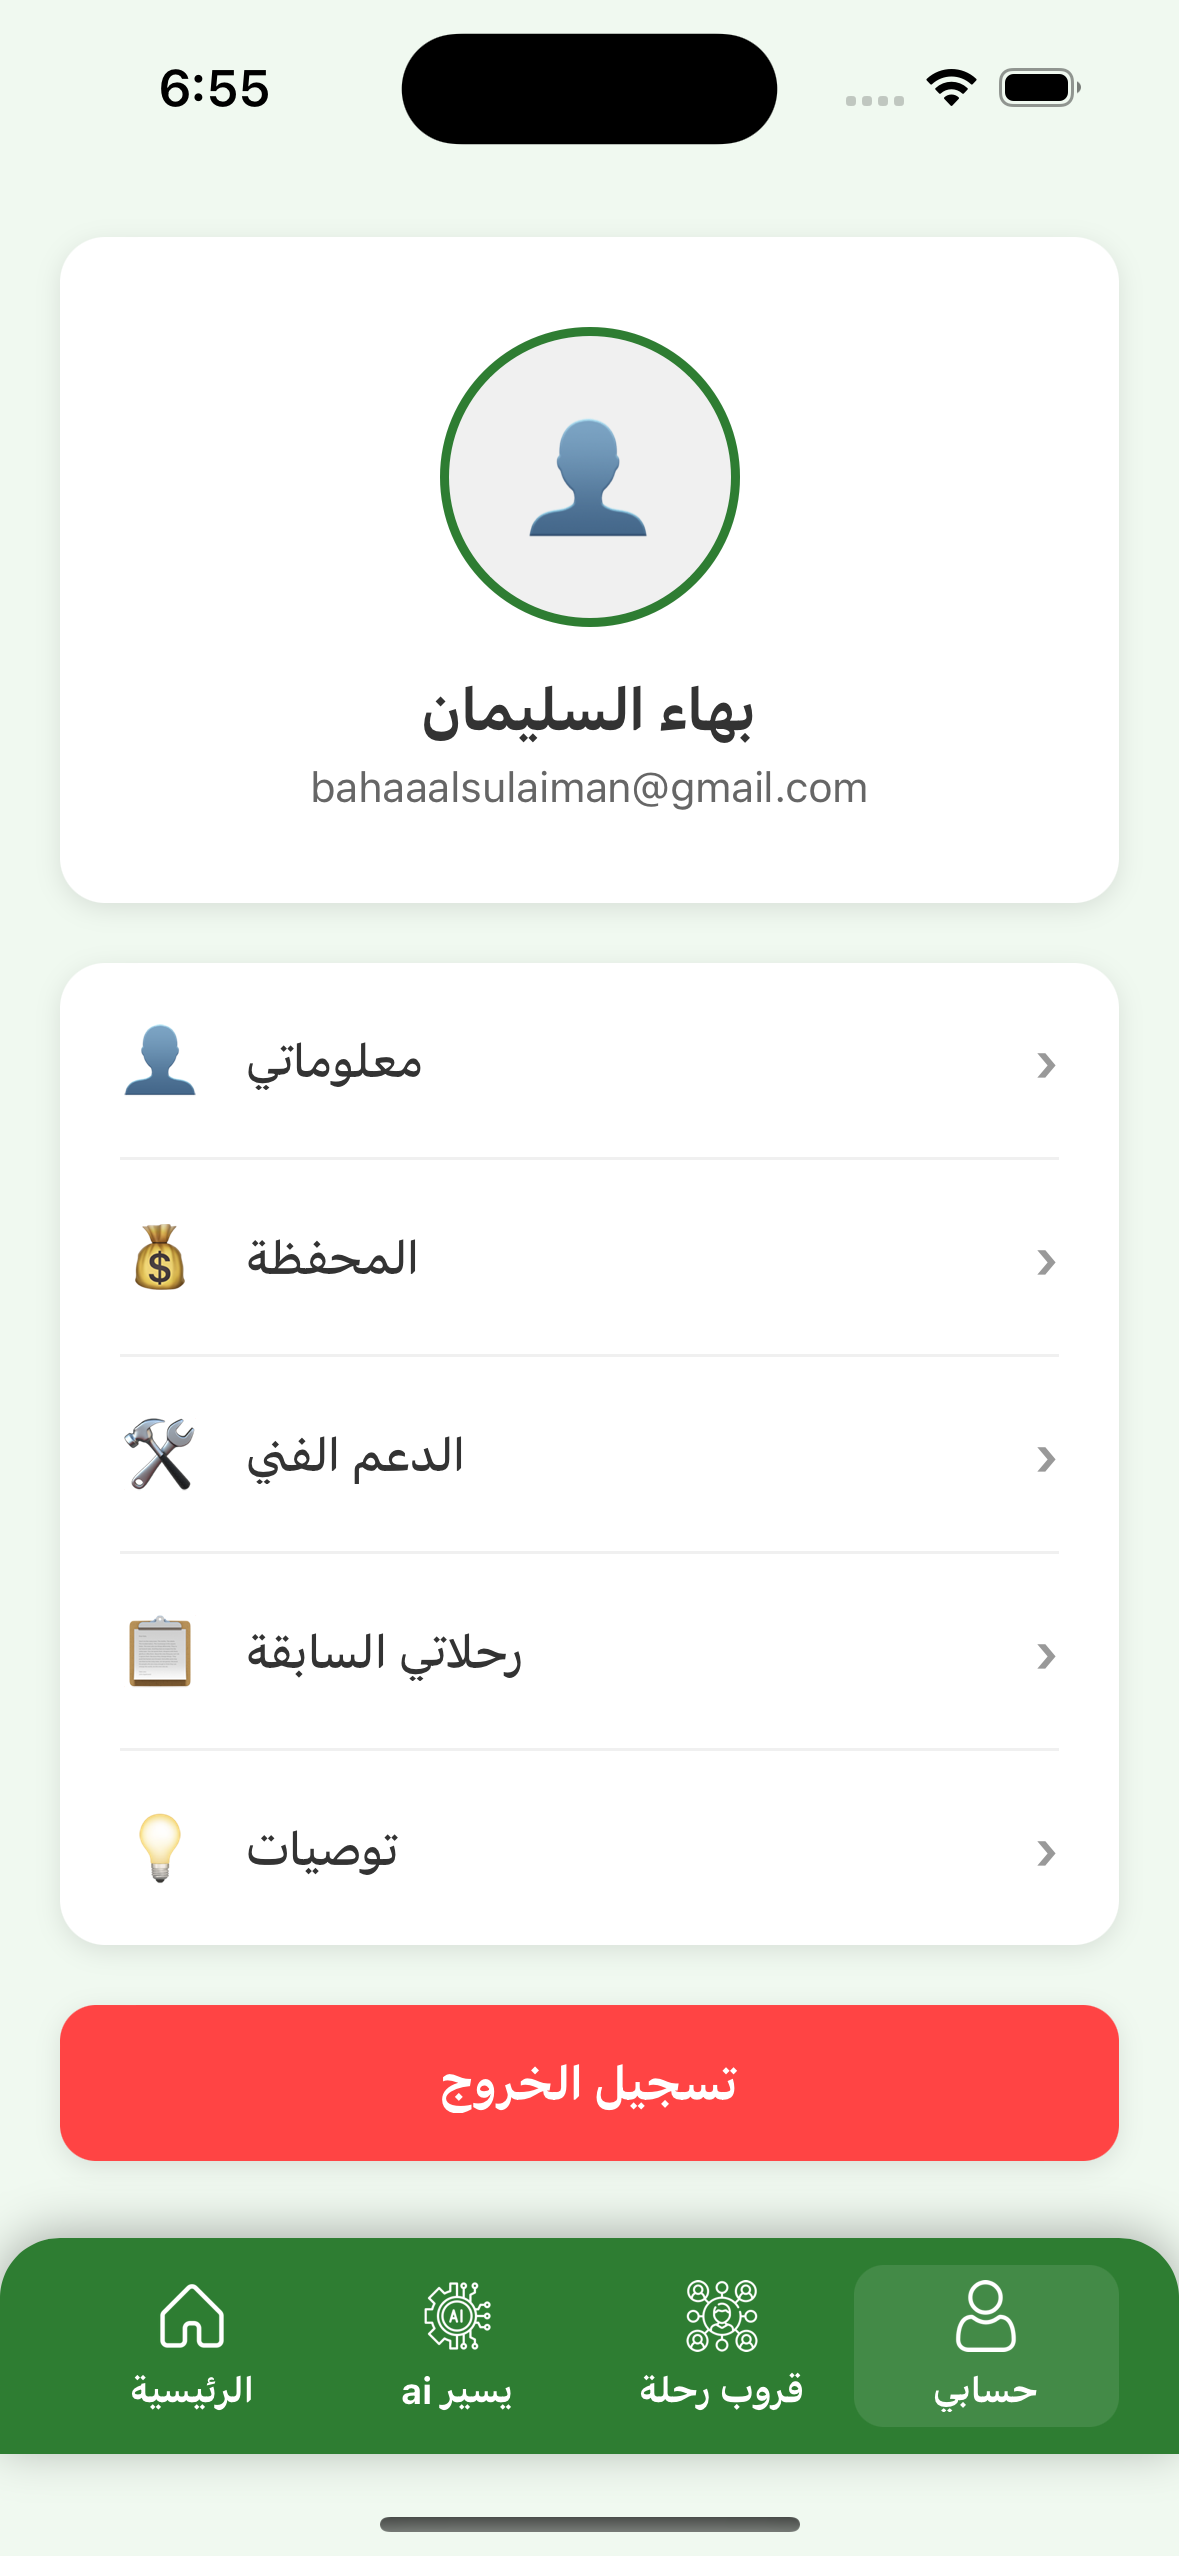 6:55
بهاء السليمان
bahaaalsulaiman@gmail.com
معلوماتي
المحفظة
$
الدعم الفني
رحلاتي السابقة
توصيات
تسجيل الخروج
AI
الرئيسية
يسير ai
قروب رحلة
حسابي